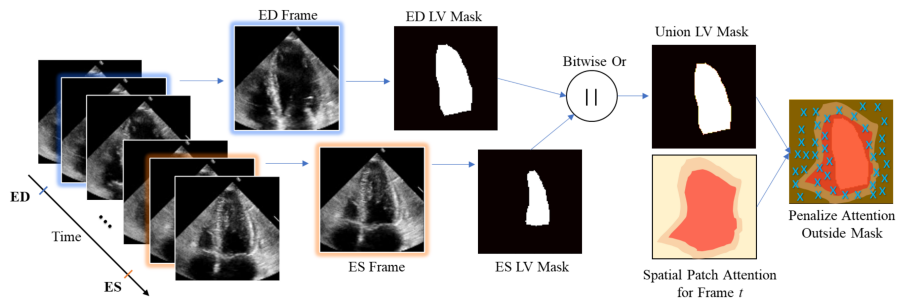 ED Frame
ED LV Mask
Union LV Mask
Bitwise Or
||
ED
Time
ES
ES Frame
ES LV Mask
Spatial Patch Attention
for Frame t
Penalize Attention
Outside Mask
X X X X X X X X X X X X X X X X X X X X X X X X X X X X X X X X X X X X